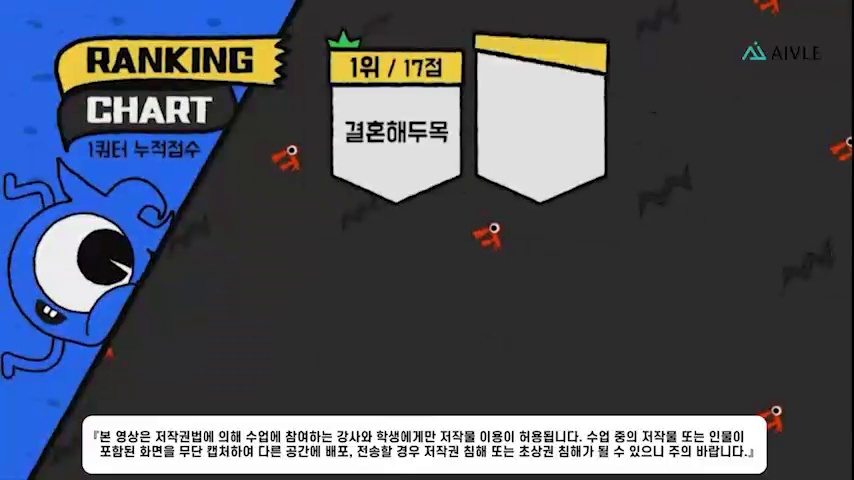 RANKING
CHART
1쿼터 누적점수
1위 / 17점
결혼해두목
AIVLE
『본 영상은 저작권법에 의해 수업에 참여하는 강사와 학생에게만 저작물 이용이 허용됩니다. 수업 중의 저작물 또는 인물이
포함된 화면을 무단 캡처하여 다른 공간에 배포, 전송할 경우 저작권 침해 또는 초상권 침해가 될 수 있으니 주의 바랍니다.』